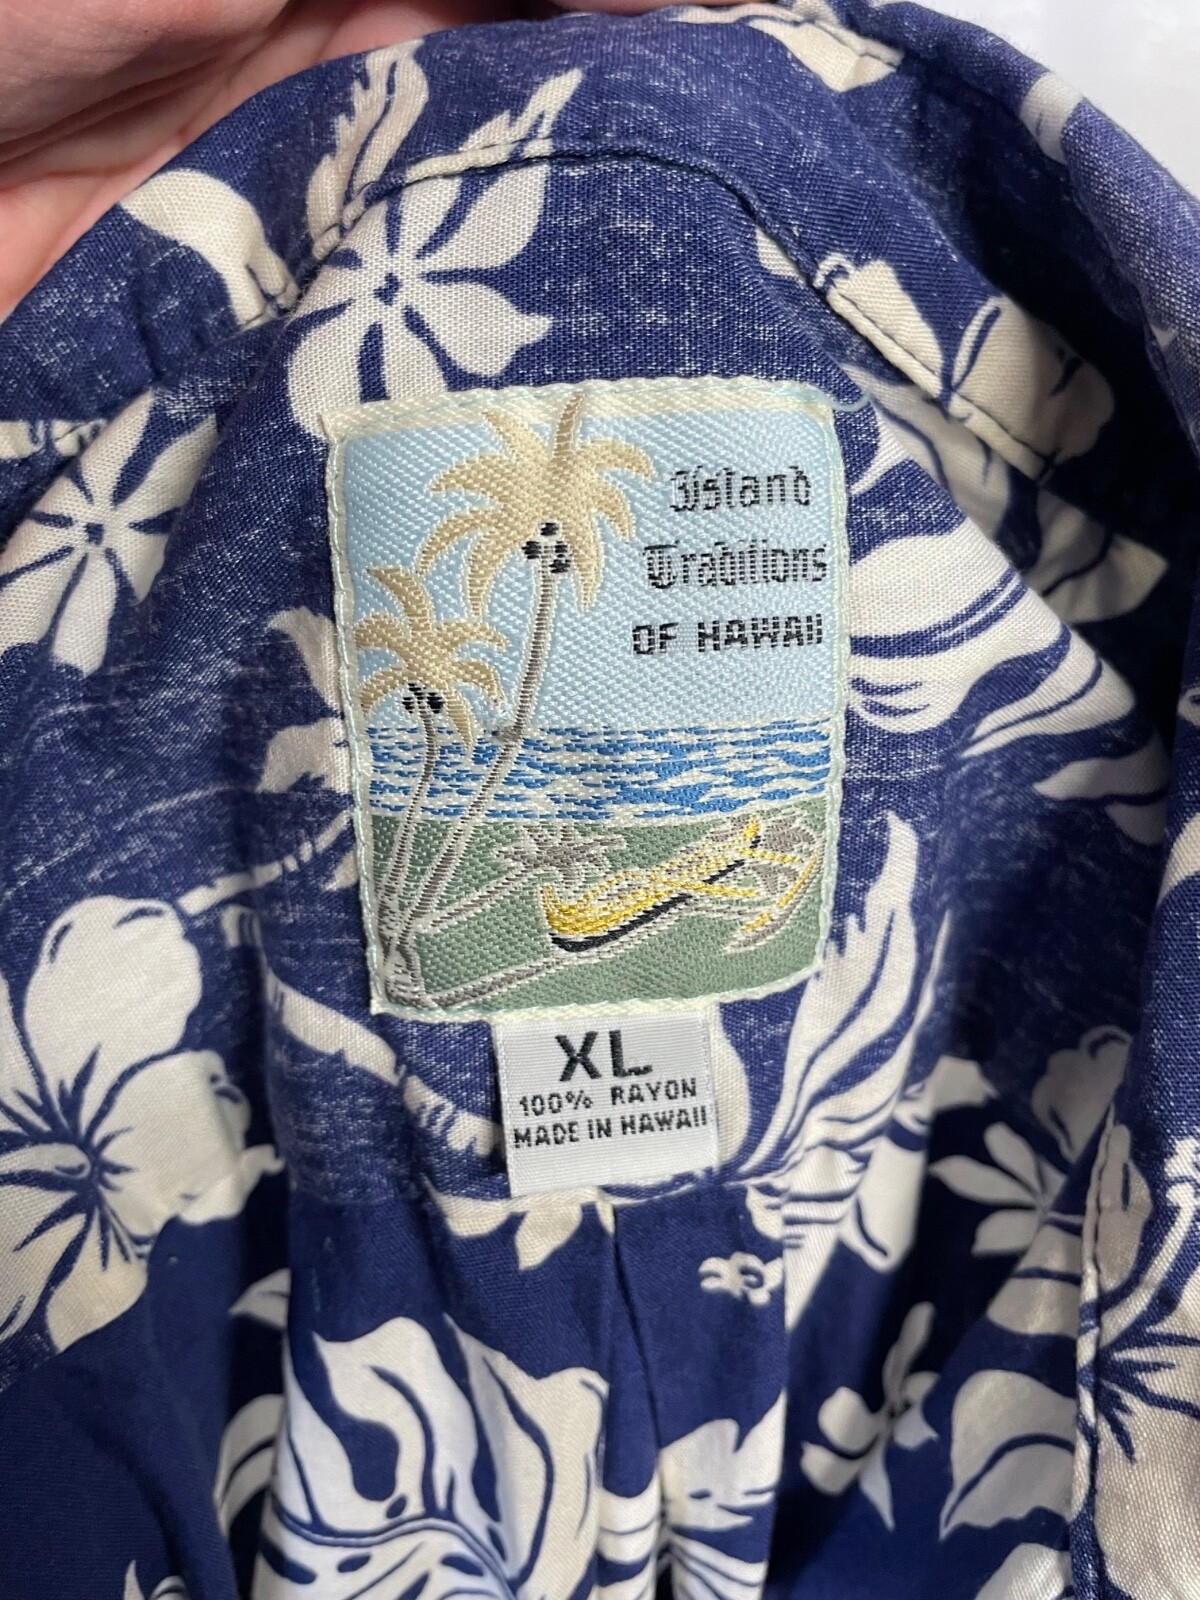 Island
Traditions
OF HAWAII
XL
100% RAYON
MADE IN HAWAII